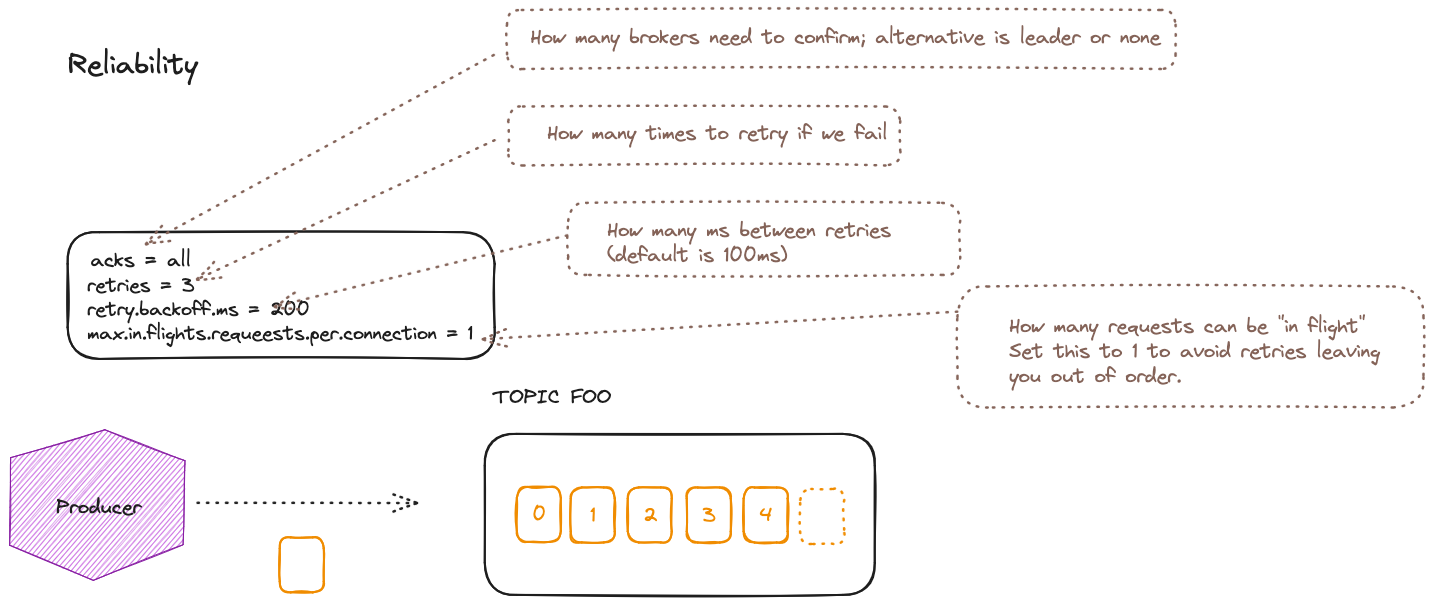 Reliability
How many brokers need to confirm; alternative is leader or none
How many times to retry if we fail
How many ms between retries
(default is 100ms)
acks = all
retries = 3
retry.backoff.ms = 200
max.in.flights.requeests.per.connection = 1
How many requests can be "in flight"
Set this to 1 to avoid retries leaving
you out of order.
TOPIC FOO
Producer
0 1 2 3 4